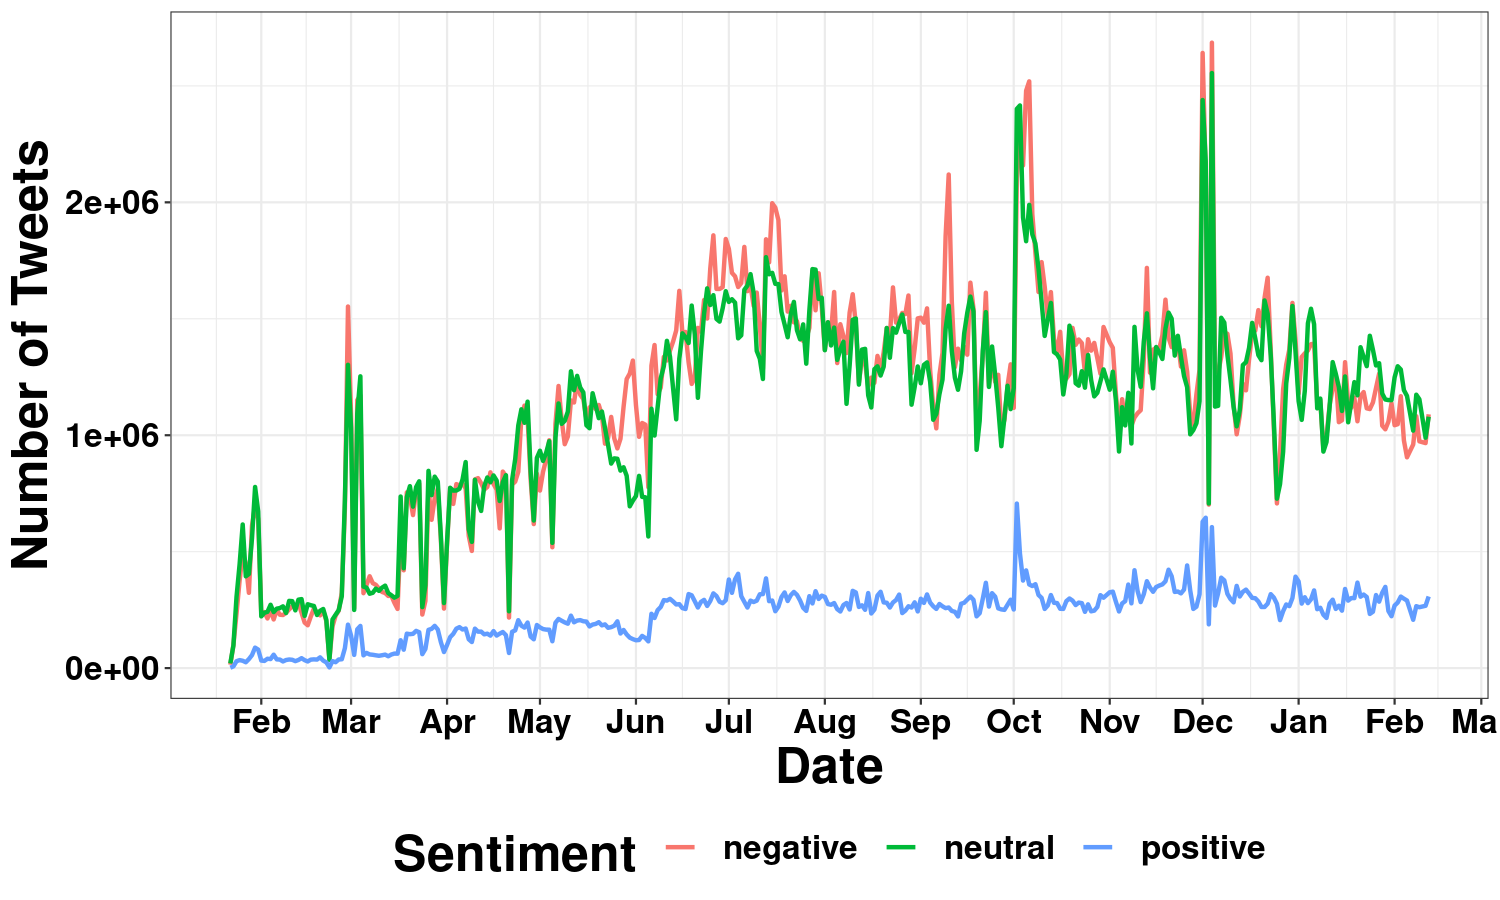 Number of Tweets
2e+06
1e+06
0e+00
Feb Mar Apr May Jun Jul Aug Sep Oct Nov Dec Jan Feb Ma
Date
Sentiment negative neutral positive